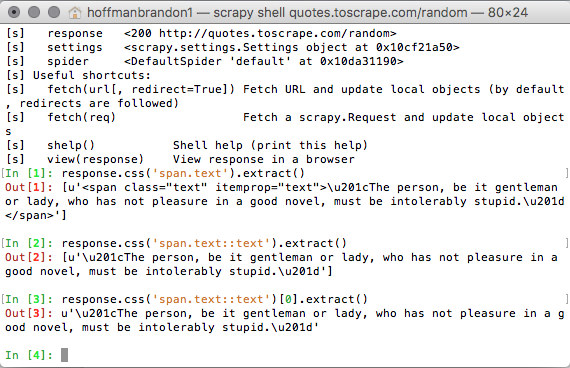 hoffmanbrandon1 — scrapy shell quotes.toscrape.com/random — 80×24
[s]   response   <200 http://quotes.toscrape.com/random>
[s]   settings   <scrapy.settings.Settings object at 0x10cf21a50>
[s]   spider     <DefaultSpider 'default' at 0x10da31190>
[s] Useful shortcuts:
[s]   fetch(url[, redirect=True]) Fetch URL and update local objects (by default
, redirects are followed)
[s]   fetch(req)                  Fetch a scrapy.Request and update local object
s
[s]   shelp()           Shell help (print this help)
[s]   view(response)    View response in a browser
[In [1]: response.css('span.text').extract()                                   ]
Out[1]: [u'<span class="text" itemprop="text">\u201cThe person, be it gentleman
or lady, who has not pleasure in a good novel, must be intolerably stupid.\u201d
</span>']
[In [2]: response.css('span.text::text').extract()                             ]
Out[2]: [u'\u201cThe person, be it gentleman or lady, who has not pleasure in a
good novel, must be intolerably stupid.\u201d']
[In [3]: response.css('span.text::text')[0].extract()                          ]
Out[3]: u'\u201cThe person, be it gentleman or lady, who has not pleasure in a g
ood novel, must be intolerably stupid.\u201d'
In [4]: